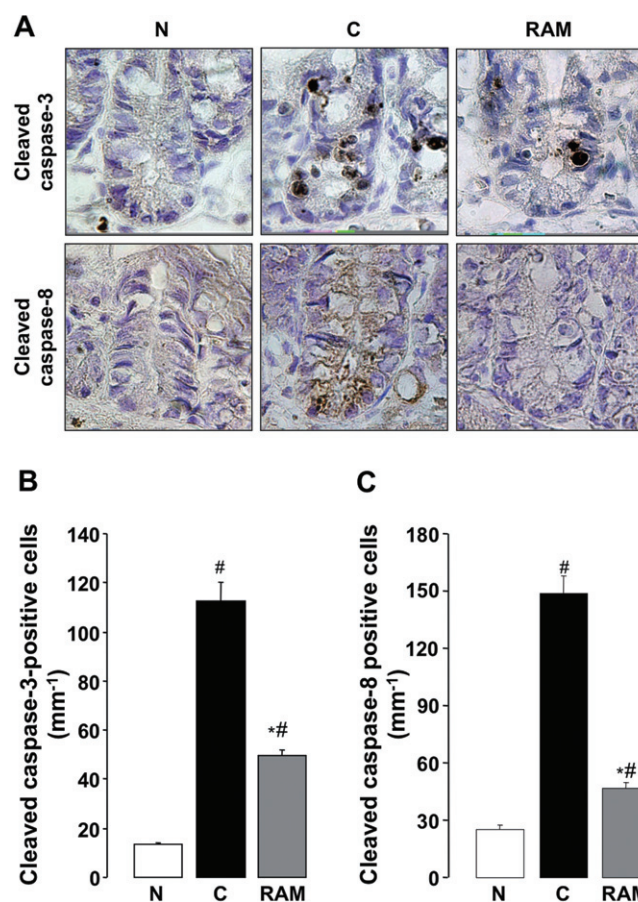 A
N
C
RAM
Cleaved
caspase-3
Cleaved
caspase-8
B
Cleaved caspase-3-positive cells
(mm-1)
140
120
100
80
60
40
20
0
#
*#
N
C
RAM
C
Cleaved caspase-8 positive cells
(mm-1)
180
150
120
90
60
30
0
#
*#
N
C
RAM